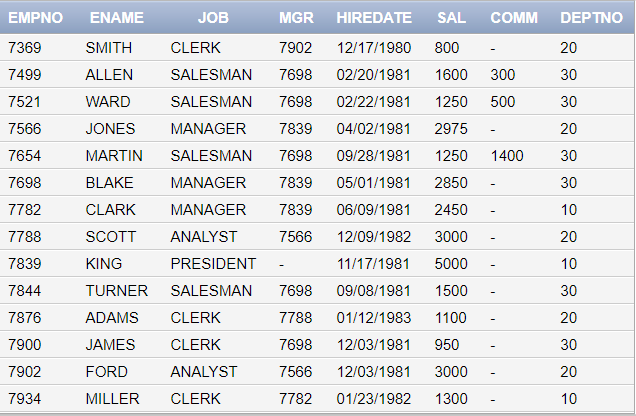 EMPNO ENAME JOB MGR HIREDATE SAL COMM DEPTNO
7369 SMITH CLERK 7902 12/17/1980 800 - 20
7499 ALLEN SALESMAN 7698 02/20/1981 1600 300 30
7521 WARD SALESMAN 7698 02/22/1981 1250 500 30
7566 JONES MANAGER 7839 04/02/1981 2975 - 20
7654 MARTIN SALESMAN 7698 09/28/1981 1250 1400 30
7698 BLAKE MANAGER 7839 05/01/1981 2850 - 30
7782 CLARK MANAGER 7839 06/09/1981 2450 - 10
7788 SCOTT ANALYST 7566 12/09/1982 3000 - 20
7839 KING PRESIDENT - 11/17/1981 5000 - 10
7844 TURNER SALESMAN 7698 09/08/1981 1500 - 30
7876 ADAMS CLERK 7788 01/12/1983 1100 - 20
7900 JAMES CLERK 7698 12/03/1981 950 - 30
7902 FORD ANALYST 7566 12/03/1981 3000 - 20
7934 MILLER CLERK 7782 01/23/1982 1300 - 10